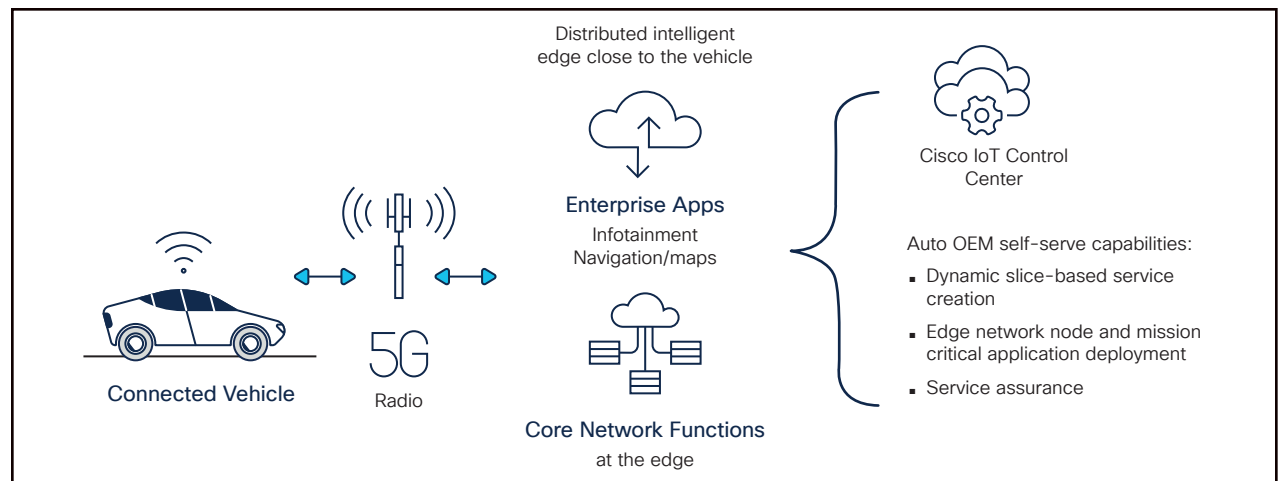 Distributed intelligent
edge close to the vehicle
Enterprise Apps
Infotainment
Navigation/maps
Connected Vehicle
5G
Radio
Core Network Functions
at the edge
Cisco IoT Control
Center
Auto OEM self-serve capabilities:
▪ Dynamic slice-based service
creation
▪ Edge network node and mission
critical application deployment
▪ Service assurance